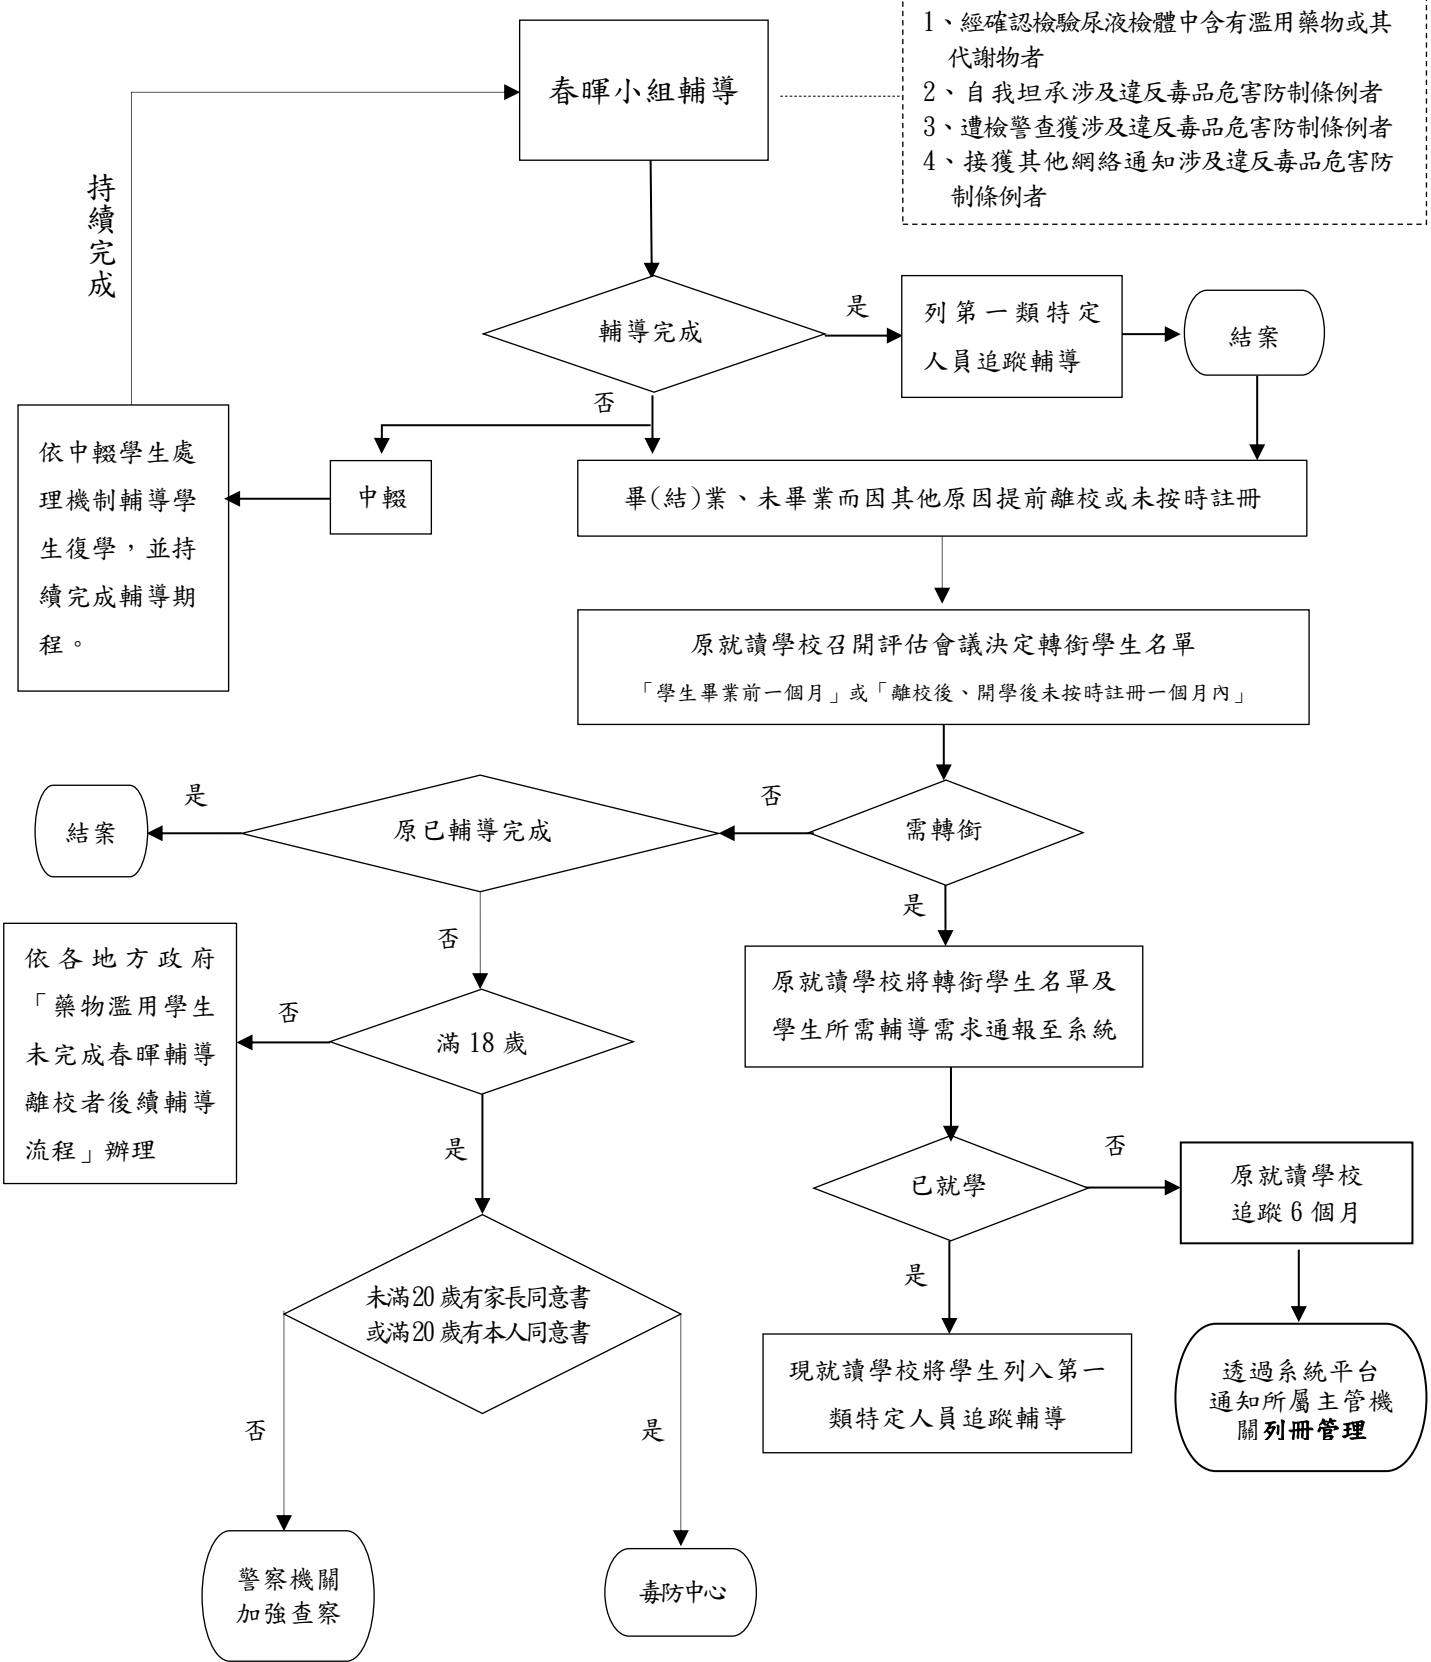 1、經確認檢驗尿液檢體中含有濫用藥物或其
代謝物者
2、自我坦承涉及違反毒品危害防制條例者
3、遭檢警查獲涉及違反毒品危害防制條例者
4、接獲其他網絡通知涉及違反毒品危害防
制條例者
春暉小組輔導
持續完成
輔導完成
是
列第一類特定
人員追蹤輔導
結案
否
依中輟學生處
理機制輔導學
生復學，並持
續完成輔導期
程。
中輟
畢(結)業、未畢業而因其他原因提前離校或未按時註冊
原就讀學校召開評估會議決定轉銜學生名單
「學生畢業前一個月」或「離校後、開學後未按時註冊一個月內」
結案
是
原已輔導完成
否
需轉銜
是
否
依各地方政府
「藥物濫用學生
未完成春暉輔導
離校者後續輔導
流程」辦理
否
滿18歲
原就讀學校將轉銜學生名單及
學生所需輔導需求通報至系統
是
已就學
否
原就讀學校
追蹤6個月
是
未滿20歲有家長同意書
或滿20歲有本人同意書
現就讀學校將學生列入第一
類特定人員追蹤輔導
透過系統平台
通知所屬主管機
關列冊管理
否
是
警察機關
加強查察
毒防中心